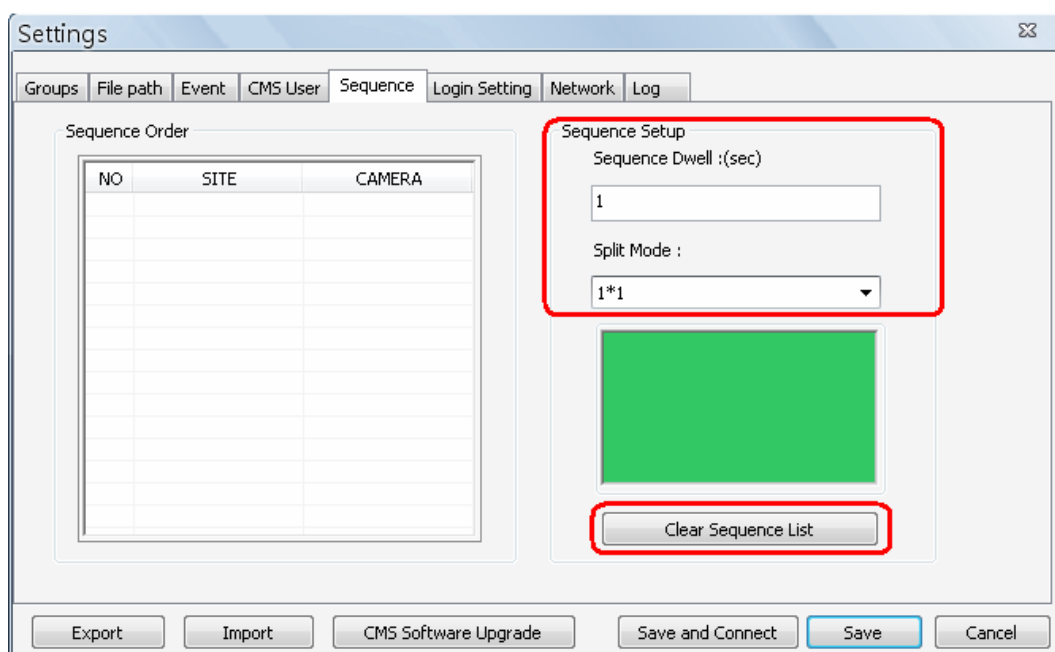 Settings
Groups File path Event CMS User Sequence Login Setting Network Log
Sequence Order
NO SITE CAMERA
Sequence Setup
Sequence Dwell :(sec)
1
Split Mode :
1*1
Clear Sequence List
Export Import CMS Software Upgrade Save and Connect Save Cancel